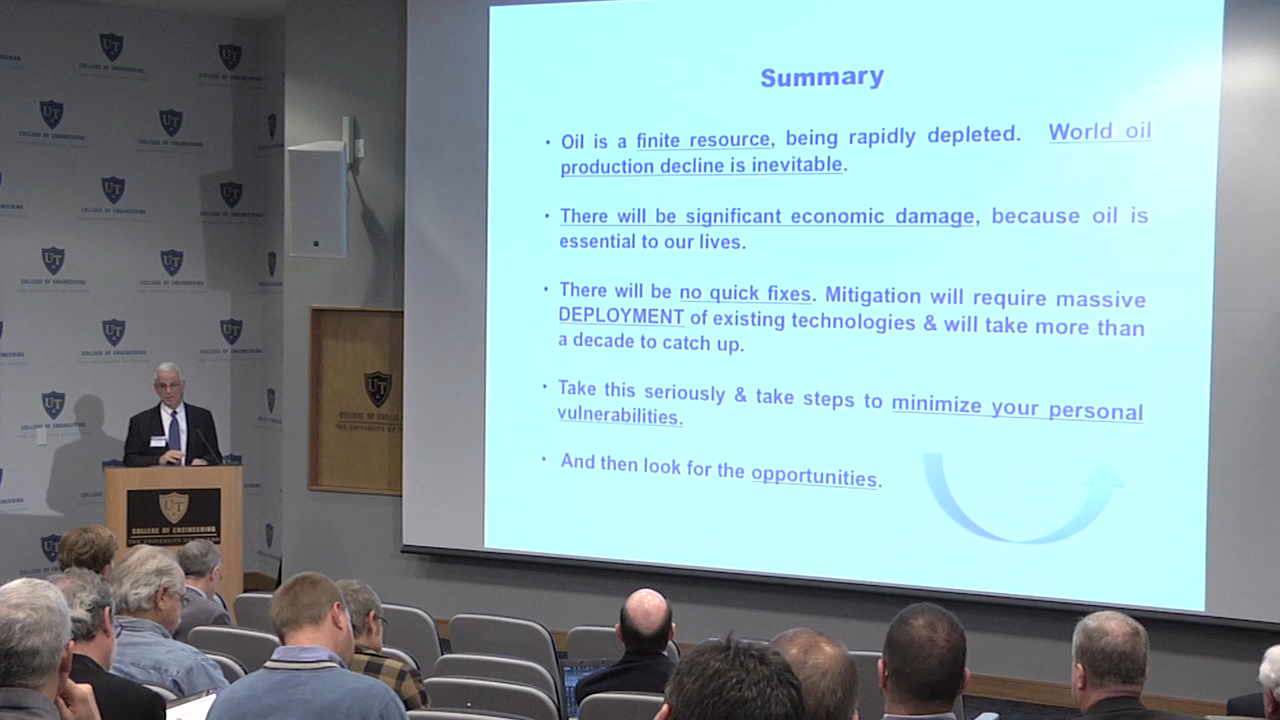 Summary
• Oil is a finite resource, being rapidly depleted. World oil
production decline is inevitable.
• There will be significant economic damage, because oil is
essential to our lives.
• There will be no quick fixes. Mitigation will require massive
DEPLOYMENT of existing technologies & will take more than
a decade to catch up.
• Take this seriously & take steps to minimize your personal
vulnerabilities.
• And then look for the opportunities.
UT
COLLEGE OF ENGINEERING
UT
COLLEGE OF ENGINEERING
THE UNIVERSITY OF